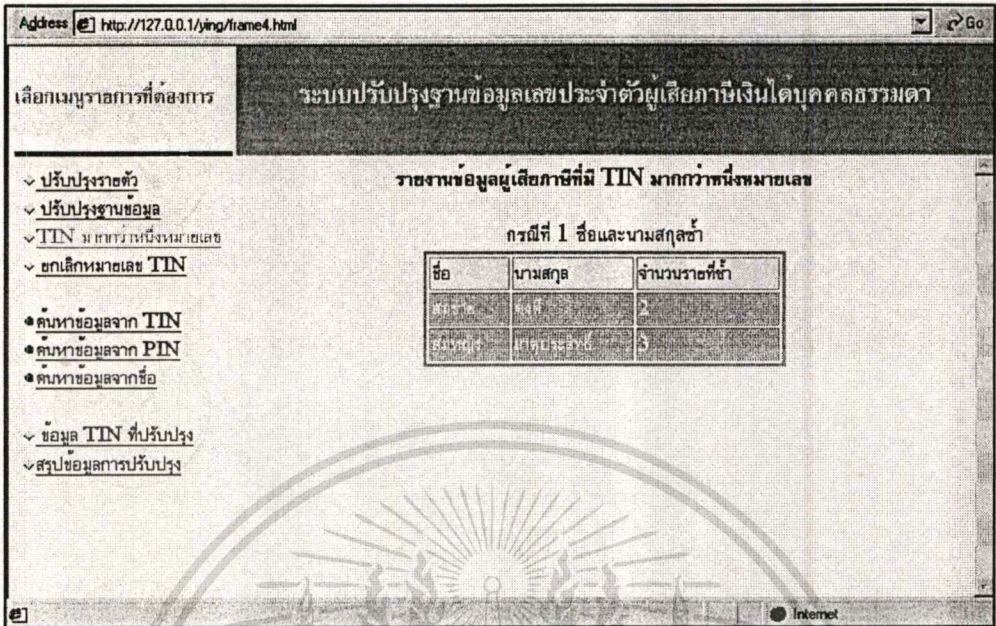 Address http://127.0.0.1/ying/frame4.html Go
เลือกเมนูรายการที่ต้องการ
ระบบปรับปรุงฐานข้อมูลเลขประจำตัวผู้เสียภาษีเงินได้บุคคลธรรมดา
ปรับปรุงรายตัว
ปรับปรุงฐานข้อมูล
TIN มากกว่าหนึ่งหมายเลข
ยกเลิกหมายเลข TIN
ค้นหาข้อมูลจาก TIN
ค้นหาข้อมูลจาก PIN
ค้นหาข้อมูลจากชื่อ
ข้อมูล TIN ที่ปรับปรุง
สรุปข้อมูลการปรับปรุง
รายงานข้อมูลผู้เสียภาษีที่มี TIN มากกว่าหนึ่งหมายเลข
กรณีที่ 1 ชื่อและนามสกุลซ้ำ
ชื่อ นามสกุล จำนวนรายที่ซ้ำ
2
สมหญิง 3
Internet